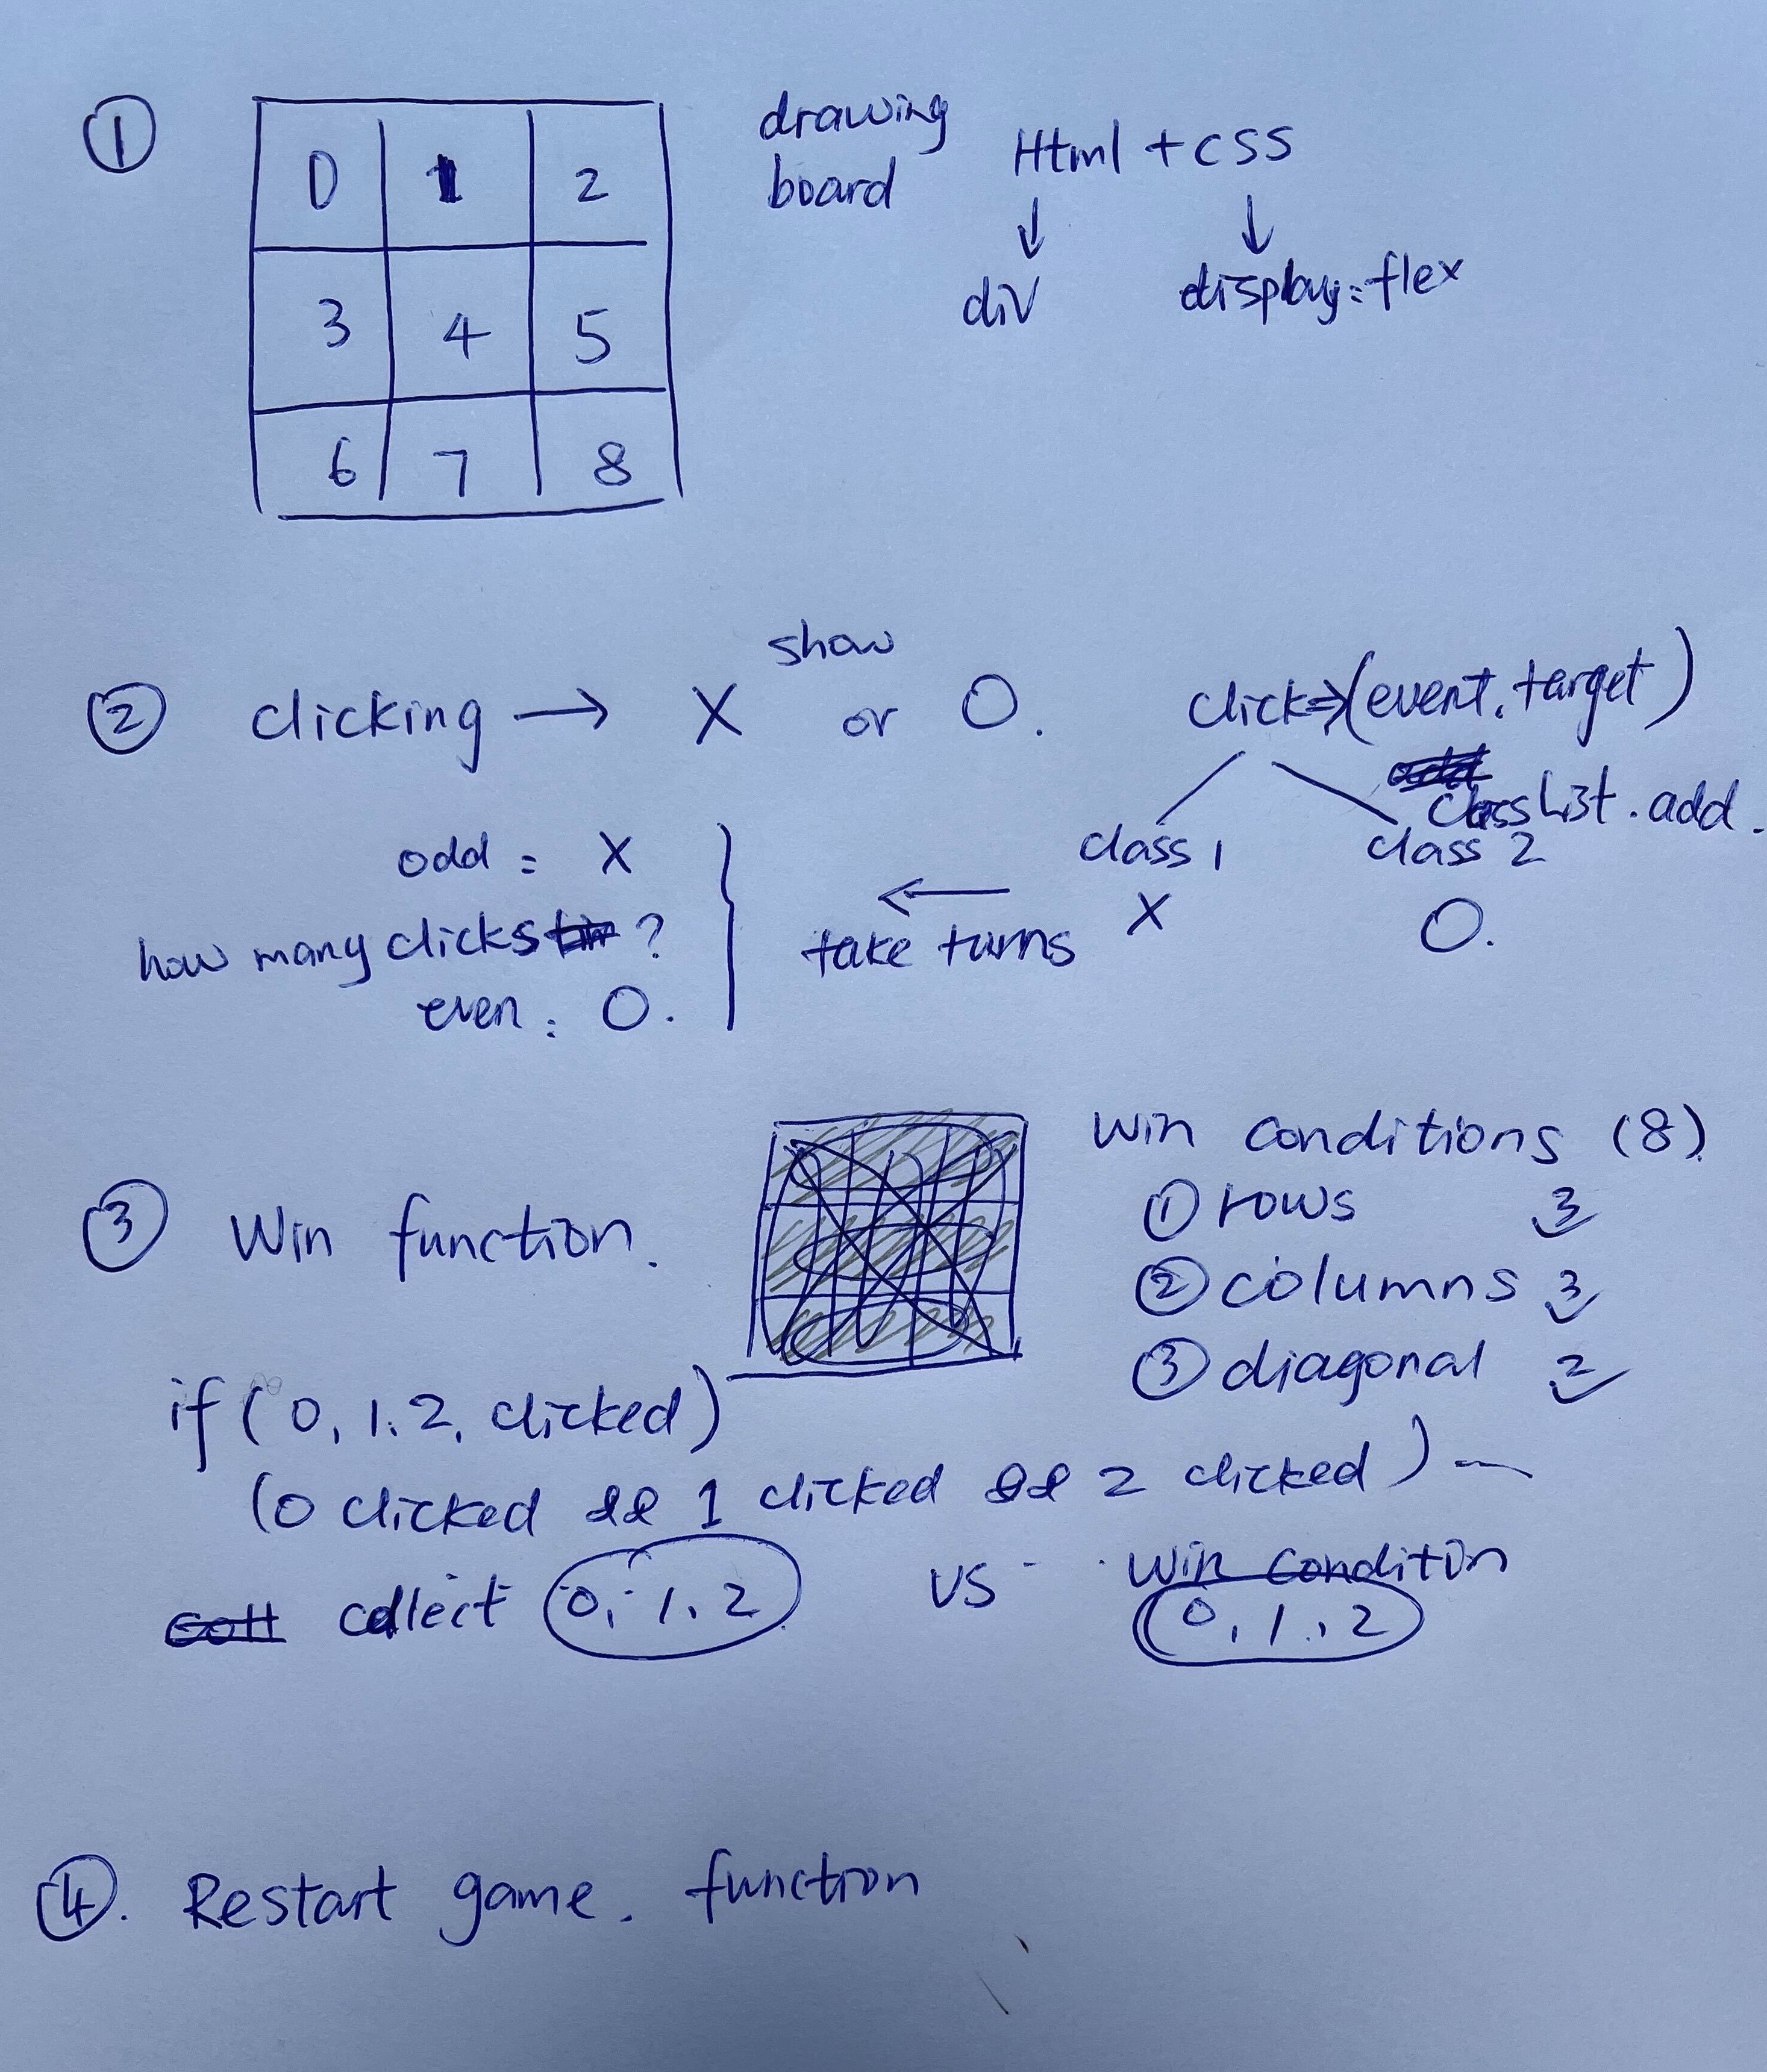 ①
0 1 2
3 4 5
6 7 8
drawing
board
Html + CSS
↓ ↓
div display: flex
② clicking → X show or O.
click⇒(event.target)
classList.add.
class 1 class 2
X O.
← take turns
odd : X
how many clicks ?
even : O.
③ Win function.
Win conditions (8)
① rows 3
② columns 3
③ diagonal 2
if ( 0, 1. 2, clicked)
(0 clicked && 1 clicked && 2 clicked)
collect 0, 1, 2 VS Win Condition
0, 1, 2
④. Restart game. function